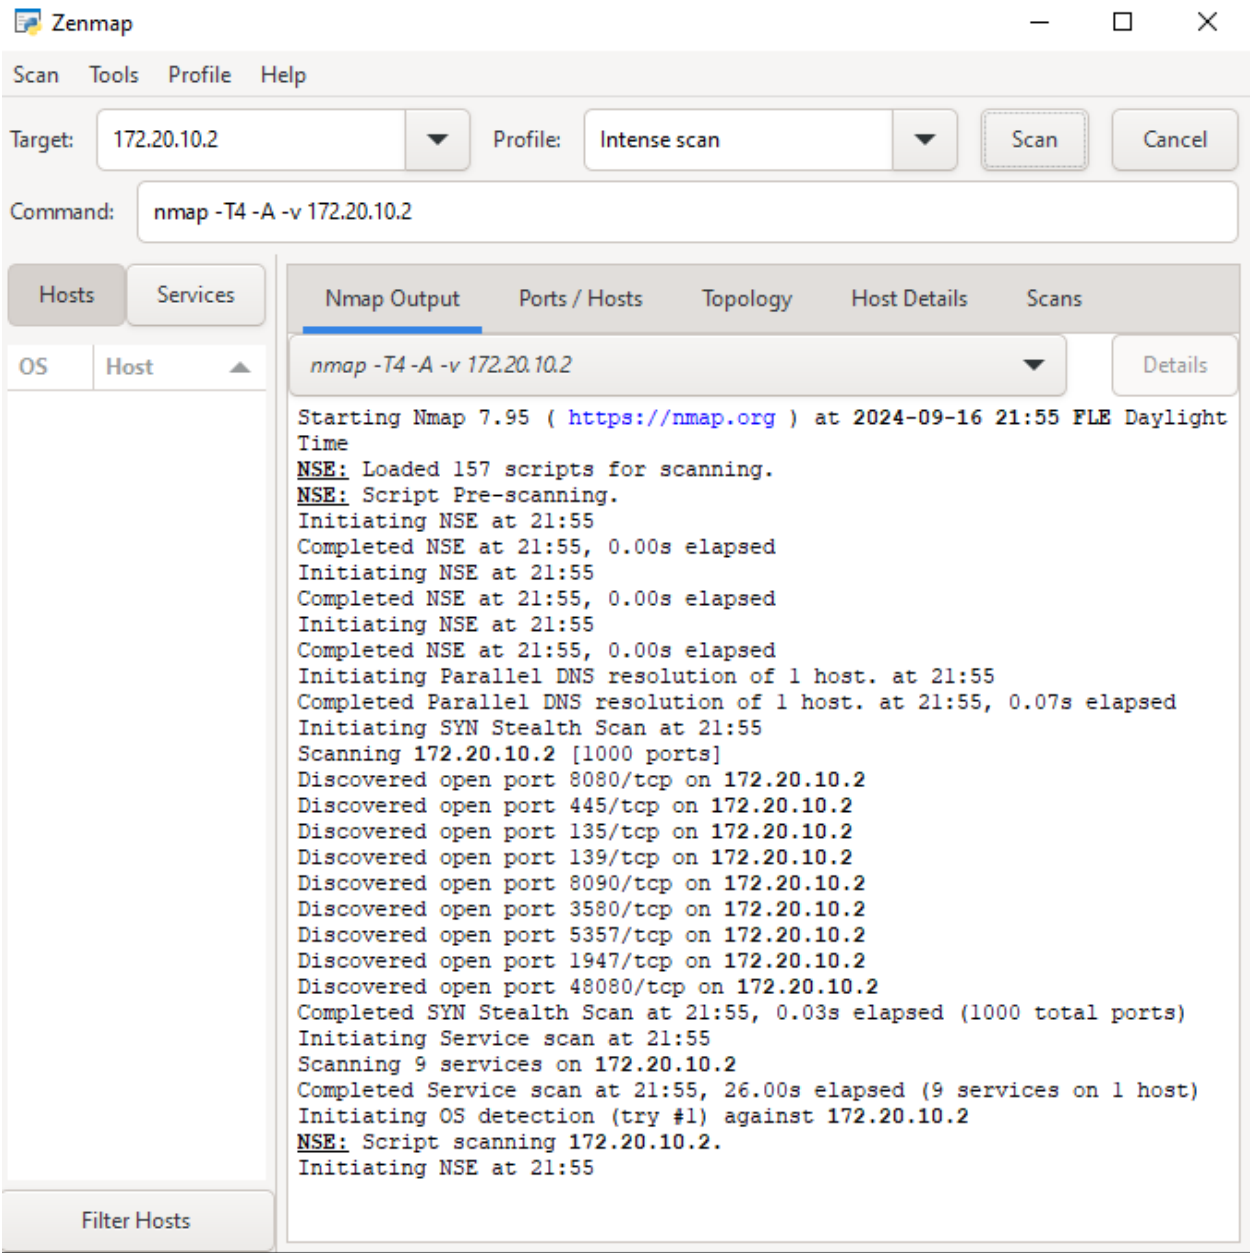 Zenmap
Scan Tools Profile Help
Target: 172.20.10.2 Profile: Intense scan Scan Cancel
Command: nmap -T4 -A -v 172.20.10.2
Hosts Services
Nmap Output Ports / Hosts Topology Host Details Scans
OS Host
nmap -T4 -A -v 172.20.10.2 Details
Starting Nmap 7.95 ( https://nmap.org ) at 2024-09-16 21:55 FLE Daylight
Time
NSE: Loaded 157 scripts for scanning.
NSE: Script Pre-scanning.
Initiating NSE at 21:55
Completed NSE at 21:55, 0.00s elapsed
Initiating NSE at 21:55
Completed NSE at 21:55, 0.00s elapsed
Initiating NSE at 21:55
Completed NSE at 21:55, 0.00s elapsed
Initiating Parallel DNS resolution of 1 host. at 21:55
Completed Parallel DNS resolution of 1 host. at 21:55, 0.07s elapsed
Initiating SYN Stealth Scan at 21:55
Scanning 172.20.10.2 [1000 ports]
Discovered open port 8080/tcp on 172.20.10.2
Discovered open port 445/tcp on 172.20.10.2
Discovered open port 135/tcp on 172.20.10.2
Discovered open port 139/tcp on 172.20.10.2
Discovered open port 8090/tcp on 172.20.10.2
Discovered open port 3580/tcp on 172.20.10.2
Discovered open port 5357/tcp on 172.20.10.2
Discovered open port 1947/tcp on 172.20.10.2
Discovered open port 48080/tcp on 172.20.10.2
Completed SYN Stealth Scan at 21:55, 0.03s elapsed (1000 total ports)
Initiating Service scan at 21:55
Scanning 9 services on 172.20.10.2
Completed Service scan at 21:55, 26.00s elapsed (9 services on 1 host)
Initiating OS detection (try #1) against 172.20.10.2
NSE: Script scanning 172.20.10.2.
Initiating NSE at 21:55
Filter Hosts